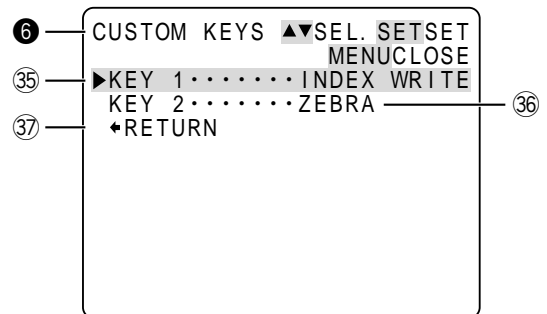 ❻ CUSTOM KEYS ▲▼SEL. SETSET
MENUCLOSE
㉟ ▶KEY 1·······INDEX WRITE
KEY 2·······ZEBRA ㊱
㊲ RETURN